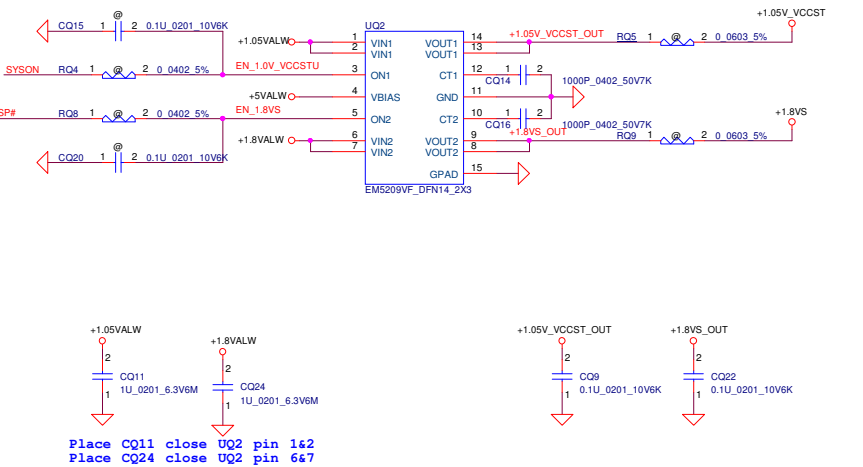 +1.05V_VCCST
@
CQ15 1 2 0.1U_0201_10V6K
UQ2
+1.05VALW 1 VIN1 VOUT1 14 +1.05V_VCCST_OUT RQ5 1 @ 2 0_0603_5%
2 VIN1 VOUT1 13
SYSON RQ4 1 @ 2 0_0402_5% EN_1.0V_VCCSTU 3 ON1 CT1 12 1 2
CQ14 1000P_0402_50V7K
+5VALW 4 VBIAS GND 11
SP# RQ8 1 @ 2 0_0402_5% EN_1.8VS 5 ON2 CT2 10 1 2
CQ16 1000P_0402_50V7K
+1.8VS
+1.8VALW 6 VIN2 VOUT2 9 +1.8VS_OUT RQ9 1 @ 2 0_0603_5%
7 VIN2 VOUT2 8
@
CQ20 1 2 0.1U_0201_10V6K
GPAD 15
EM5209VF_DFN14_2X3
+1.05VALW
+1.8VALW
+1.05V_VCCST_OUT
+1.8VS_OUT
2
CQ11
1U_0201_6.3V6M
1
2
CQ24
1U_0201_6.3V6M
1
2
CQ9
0.1U_0201_10V6K
1
2
CQ22
0.1U_0201_10V6K
1
Place CQ11 close UQ2 pin 1&2
Place CQ24 close UQ2 pin 6&7